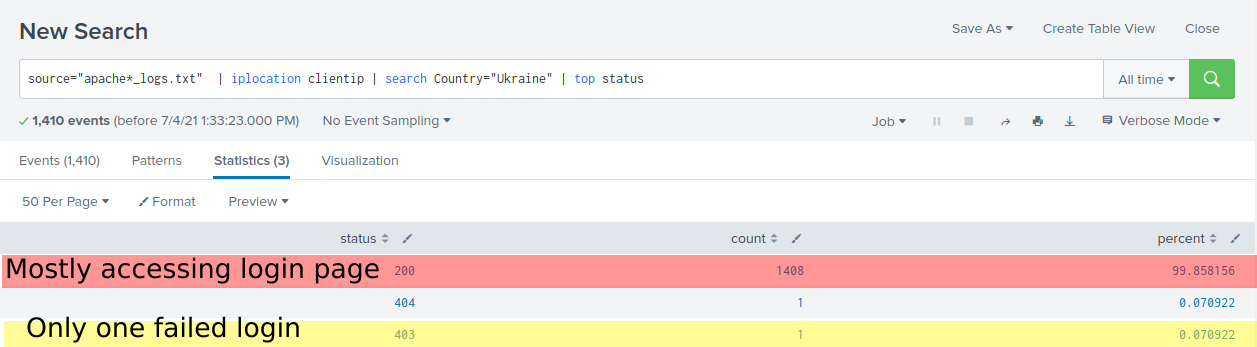 New Search
Save As ▾ Create Table View Close
source="apache*_logs.txt" | iplocation clientip | search Country="Ukraine" | top status
All time ▾
✓ 1,410 events (before 7/4/21 1:33:23.000 PM) No Event Sampling ▾
Job ▾ Verbose Mode ▾
Events (1,410) Patterns Statistics (3) Visualization
50 Per Page ▾ Format Preview ▾
status count percent
Mostly accessing login page 200 1408 99.858156
404 1 0.070922
Only one failed login 403 1 0.070922